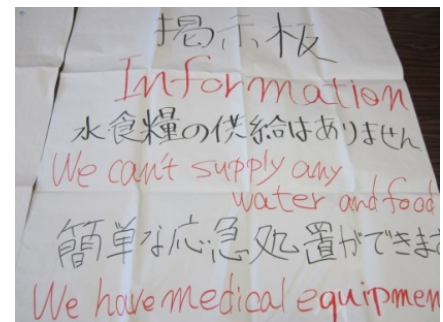 掲示板
Information
水食糧の供給はありません
We can't supply any
water and food
簡単な応急処置ができま
We have medical equipmen